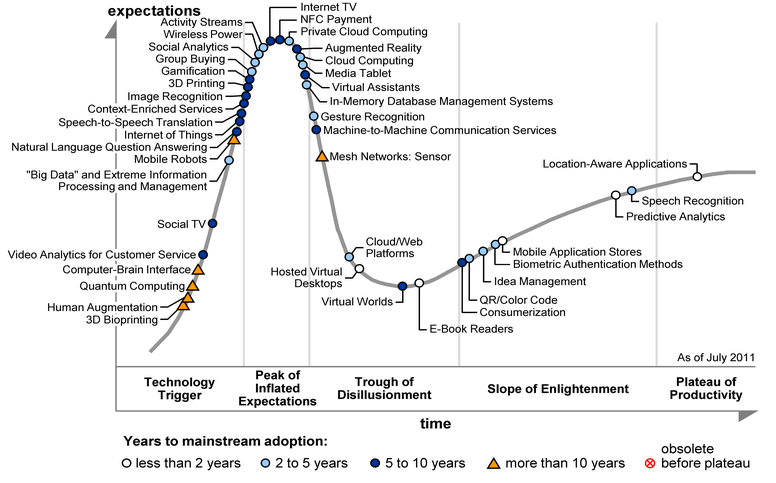 expectations
Activity Streams
Wireless Power
Social Analytics
Group Buying
Gamification
3D Printing
Image Recognition
Context-Enriched Services
Speech-to-Speech Translation
Internet of Things
Natural Language Question Answering
Mobile Robots
"Big Data" and Extreme Information
Processing and Management
Social TV
Video Analytics for Customer Service
Computer-Brain Interface
Quantum Computing
Human Augmentation
3D Bioprinting
Internet TV
NFC Payment
Private Cloud Computing
Augmented Reality
Cloud Computing
Media Tablet
Virtual Assistants
In-Memory Database Management Systems
Gesture Recognition
Machine-to-Machine Communication Services
Mesh Networks: Sensor
Cloud/Web
Platforms
Hosted Virtual
Desktops
Virtual Worlds
E-Book Readers
Location-Aware Applications
Speech Recognition
Predictive Analytics
Mobile Application Stores
Biometric Authentication Methods
Idea Management
QR/Color Code
Consumerization
As of July 2011
Technology
Trigger
Peak of
Inflated
Expectations
Trough of
Disillusionment
Slope of Enlightenment
Plateau of
Productivity
time
Years to mainstream adoption:
less than 2 years
2 to 5 years
5 to 10 years
more than 10 years
obsolete
before plateau